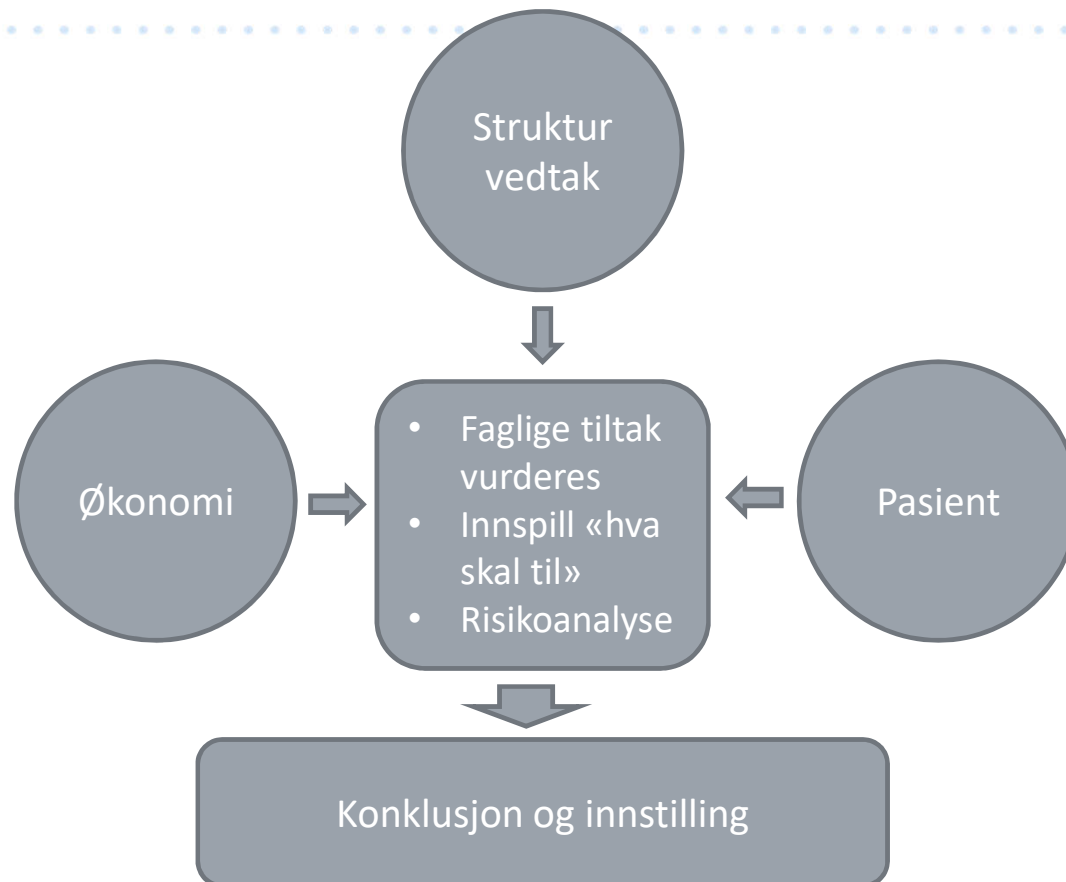 Struktur
vedtak
Økonomi
• Faglige tiltak
vurderes
• Innspill «hva
skal til»
• Risikoanalyse
Pasient
Konklusjon og innstilling